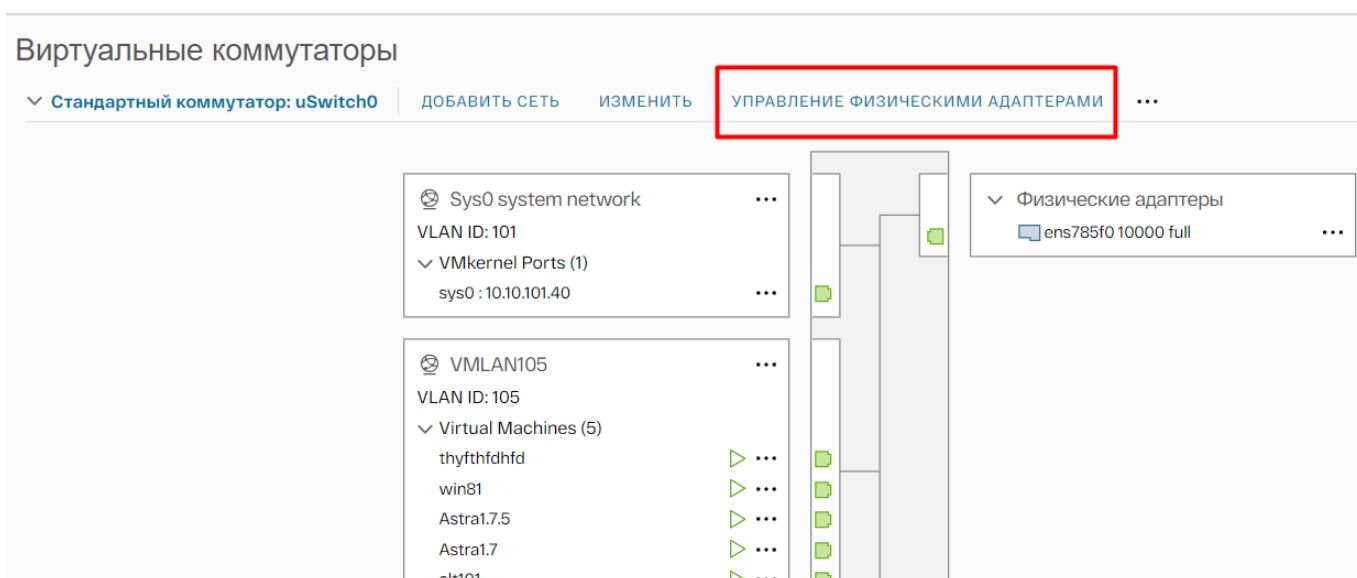 Виртуальные коммутаторы
Стандартный коммутатор: uSwitch0 ДОБАВИТЬ СЕТЬ ИЗМЕНИТЬ УПРАВЛЕНИЕ ФИЗИЧЕСКИМИ АДАПТЕРАМИ ...
Sys0 system network ...
VLAN ID: 101
VMkernel Ports (1)
sys0 : 10.10.101.40 ...
Физические адаптеры
ens785f0 10000 full ...
VMLAN105 ...
VLAN ID: 105
Virtual Machines (5)
thyfthfdhfd ...
win81 ...
Astra1.7.5 ...
Astra1.7 ...